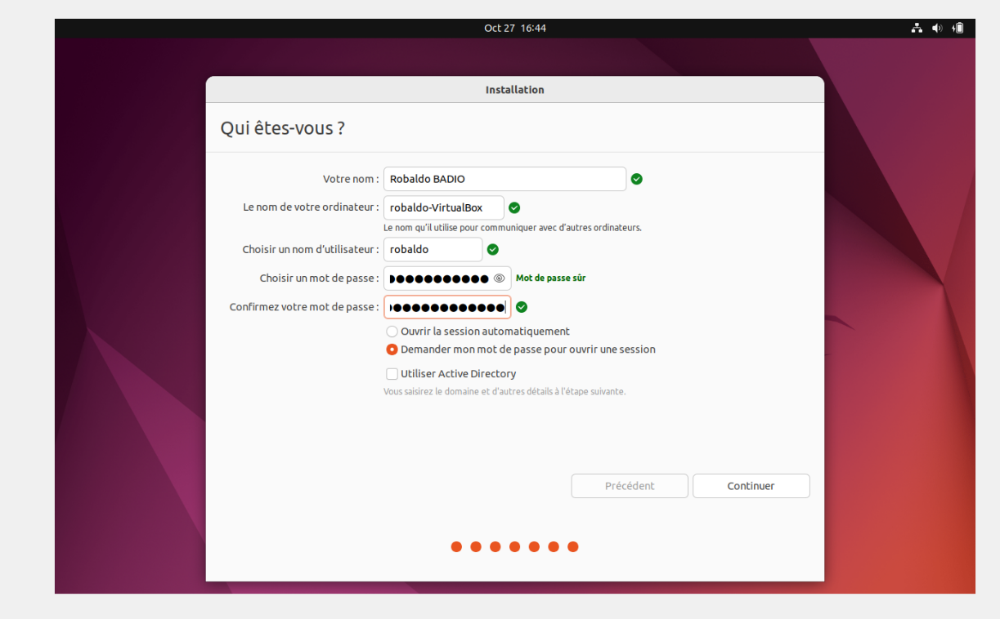 Oct 27 16:44
Installation
Qui êtes-vous ?
Votre nom : Robaldo BADIO
Le nom de votre ordinateur : robaldo-VirtualBox
Le nom qu'il utilise pour communiquer avec d'autres ordinateurs.
Choisir un nom d'utilisateur : robaldo
Choisir un mot de passe : Mot de passe sûr
Confirmez votre mot de passe :
Ouvrir la session automatiquement
Demander mon mot de passe pour ouvrir une session
Utiliser Active Directory
Vous saisirez le domaine et d'autres détails à l'étape suivante.
Précédent Continuer